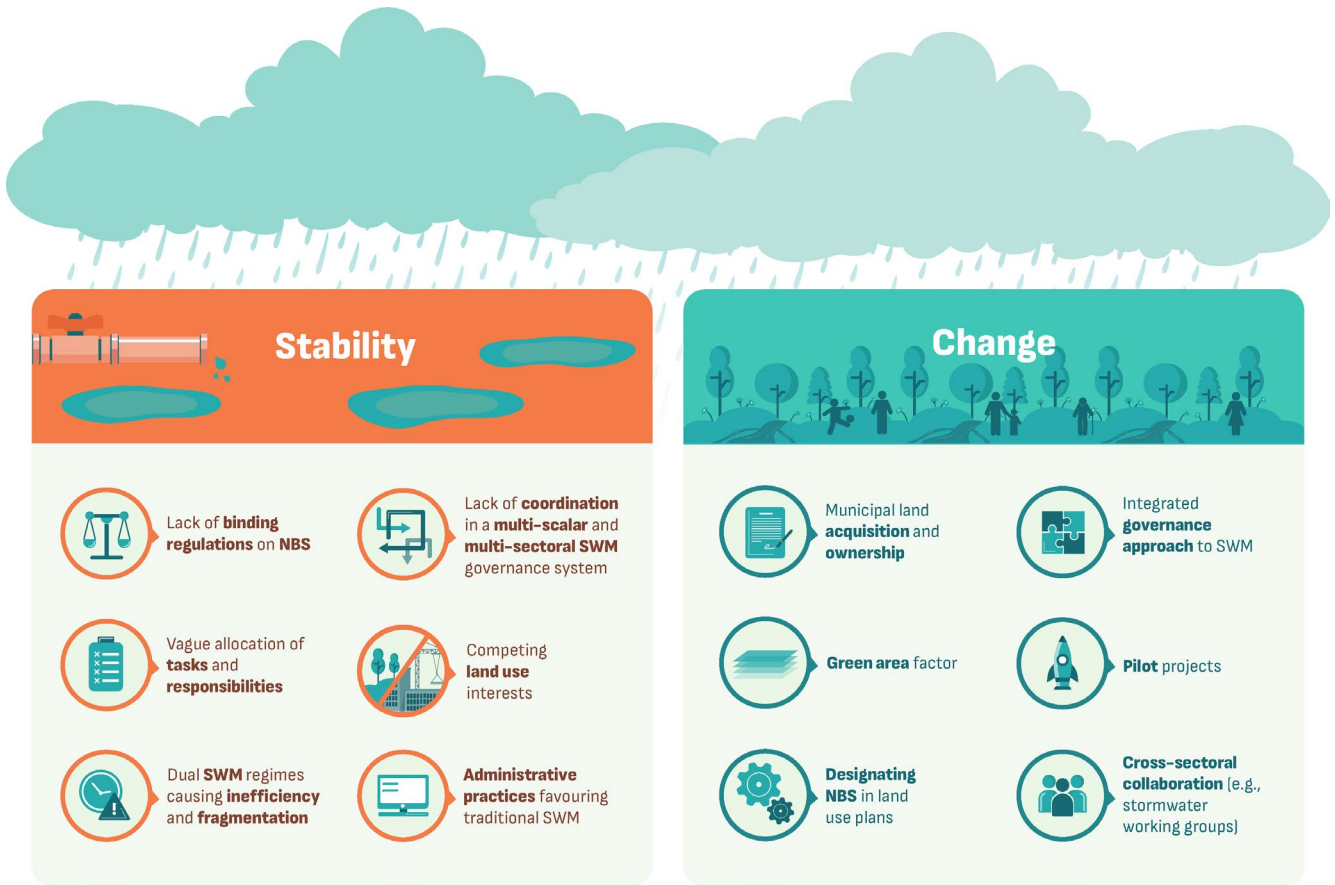 Stability
Lack of binding
regulations on NBS
Lack of coordination
in a multi-scalar and
multi-sectoral SWM
governance system
Vague allocation of
tasks and
responsibilities
Competing
land use
interests
Dual SWM regimes
causing inefficiency
and fragmentation
Administrative
practices favouring
traditional SWM
Change
Municipal land
acquisition and
ownership
Integrated
governance
approach to SWM
Green area factor
Pilot projects
Designating
NBS in land
use plans
Cross-sectoral
collaboration (e.g.,
stormwater
working groups)